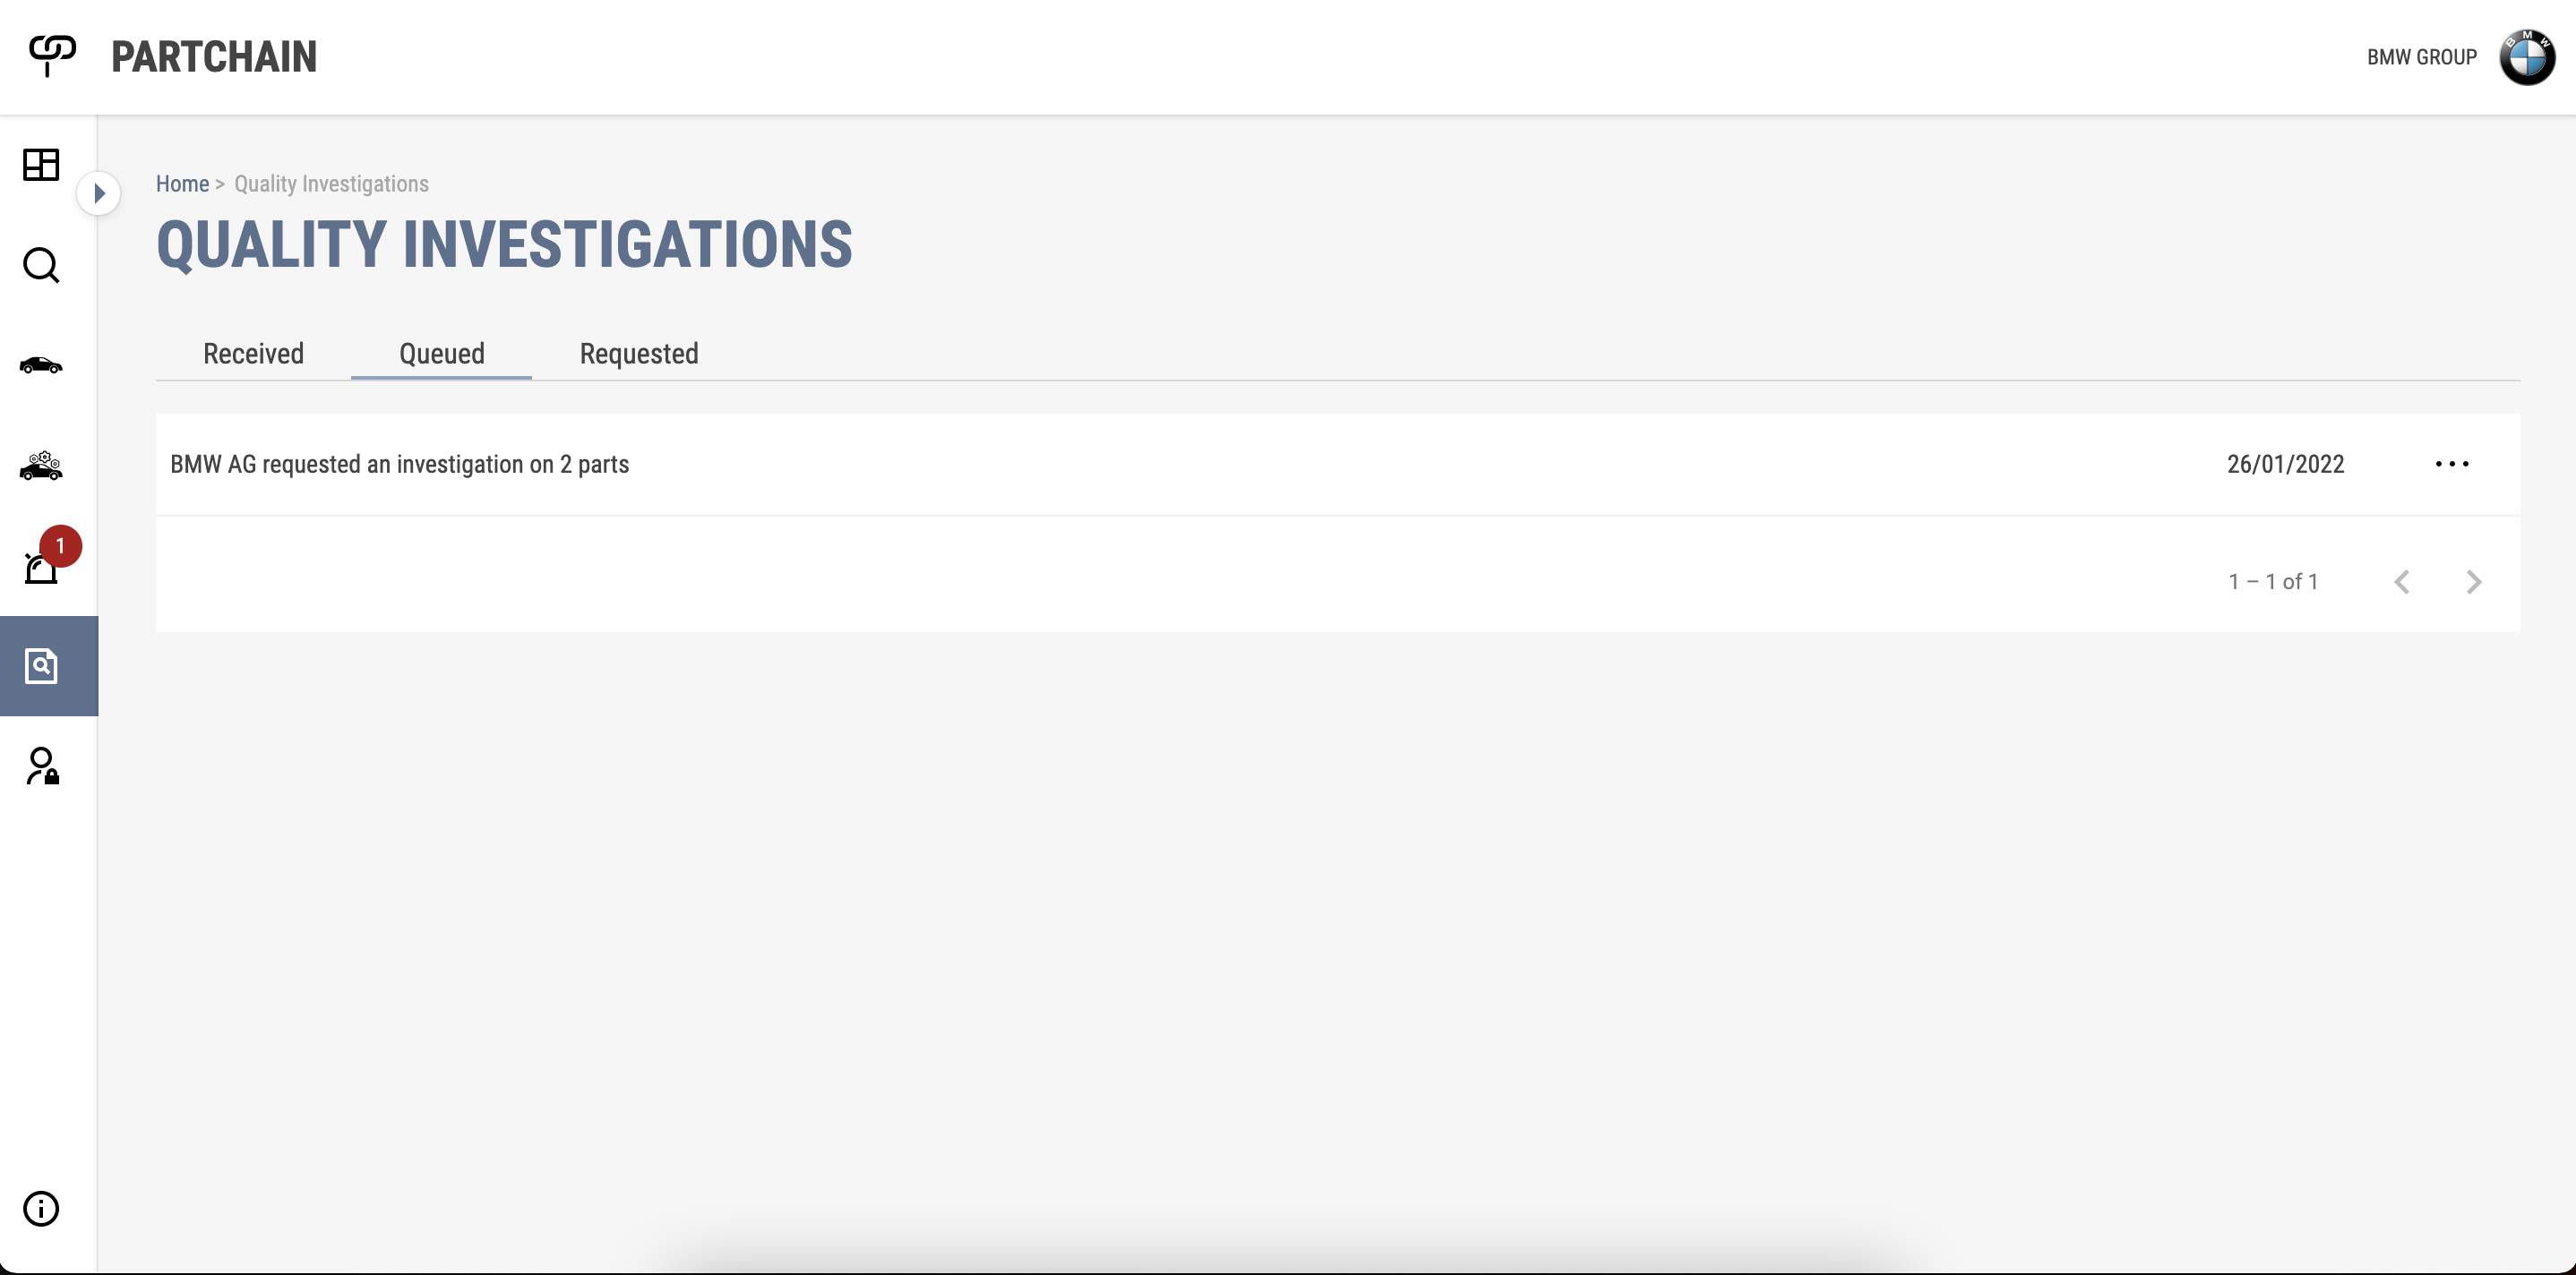 PARTCHAIN
BMW GROUP
BMW
Home > Quality Investigations
QUALITY INVESTIGATIONS
Received Queued Requested
BMW AG requested an investigation on 2 parts 26/01/2022
1
1 – 1 of 1